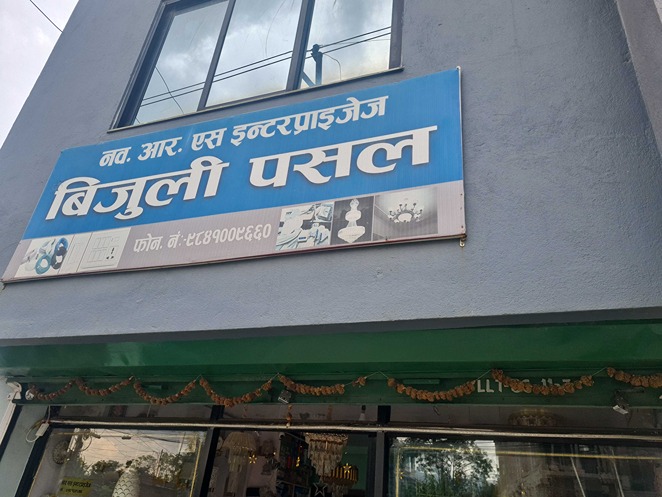 नव. आर. एस इन्टरप्राइजेज
बिजुली पसल
फोन. नं.-९८४१००९६६०